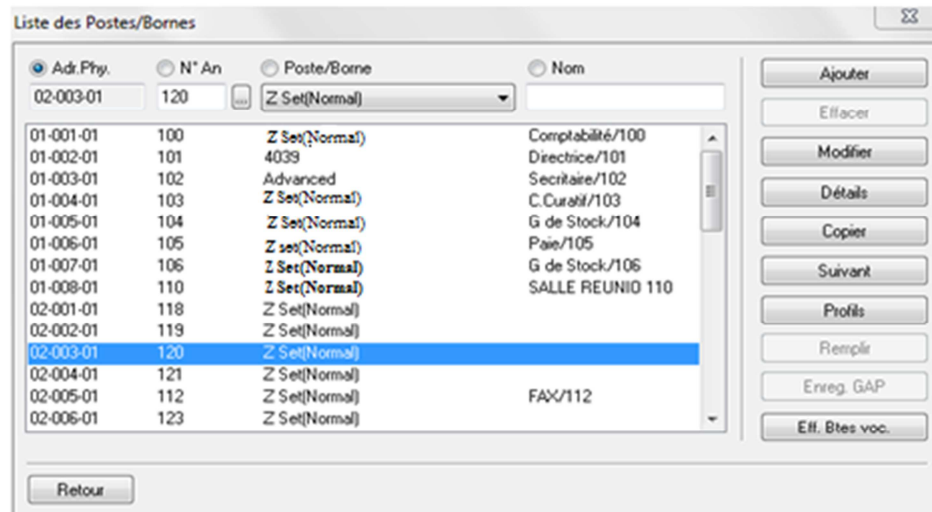 Liste des Postes/Bornes
Adr.Phy. N° An Poste/Borne Nom
02-003-01 120 ... Z Set(Normal)
01-001-01 100 Z Set(Normal) Comptabilité/100
01-002-01 101 4039 Directrice/101
01-003-01 102 Advanced Secritaire/102
01-004-01 103 Z Set(Normal) C.Curatif/103
01-005-01 104 Z Set(Normal) G de Stock/104
01-006-01 105 Z set(Normal) Paie/105
01-007-01 106 Z Set(Normal) G de Stock/106
01-008-01 110 Z Set(Normal) SALLE REUNIO 110
02-001-01 118 Z Set(Normal)
02-002-01 119 Z Set(Normal)
02-003-01 120 Z Set(Normal)
02-004-01 121 Z Set(Normal)
02-005-01 112 Z Set(Normal) FAX/112
02-006-01 123 Z Set(Normal)
Ajouter
Effacer
Modifier
Détails
Copier
Suivant
Profils
Remplir
Enreg. GAP
Eff. Btes voc.
Retour